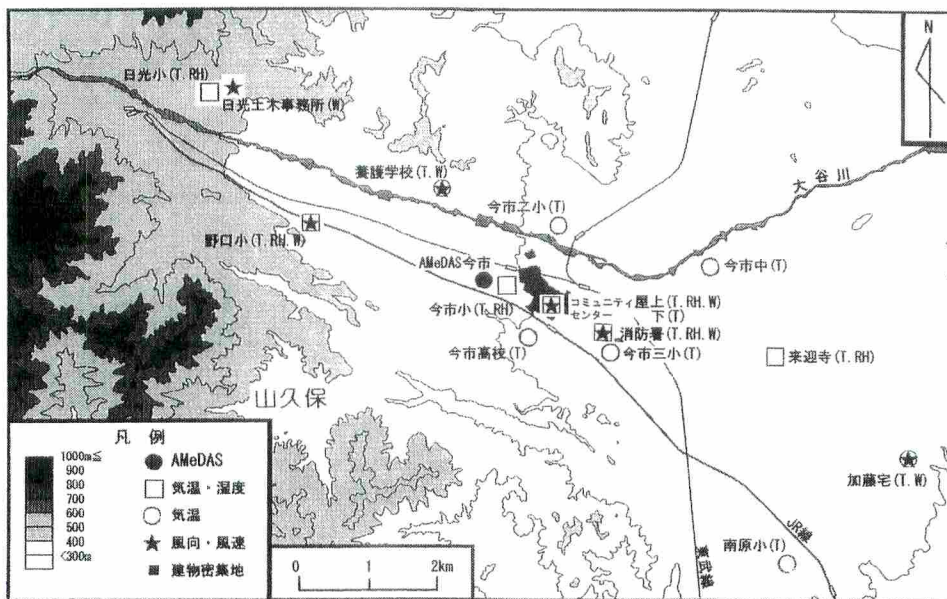 N
日光小(T.RH)
日光土木事務所(W)
養護学校(T.W)
大谷川
今市二小(T)
野口小(T.RH.W)
AMeDAS今市
今市中(T)
コミュニティ屋上(T.RH.W)
センター 下(T)
今市小(T.RH)
消防署(T.RH.W)
今市高校(T)
今市三小(T)
来迎寺(T.RH)
山久保
加藤宅(T.W)
JR線
東武線
南原小(T)
凡 例
1000m≦
900
800
700
600
500
400
<300m
AMeDAS
気温・湿度
気温
風向・風速
建物密集地
0 2km